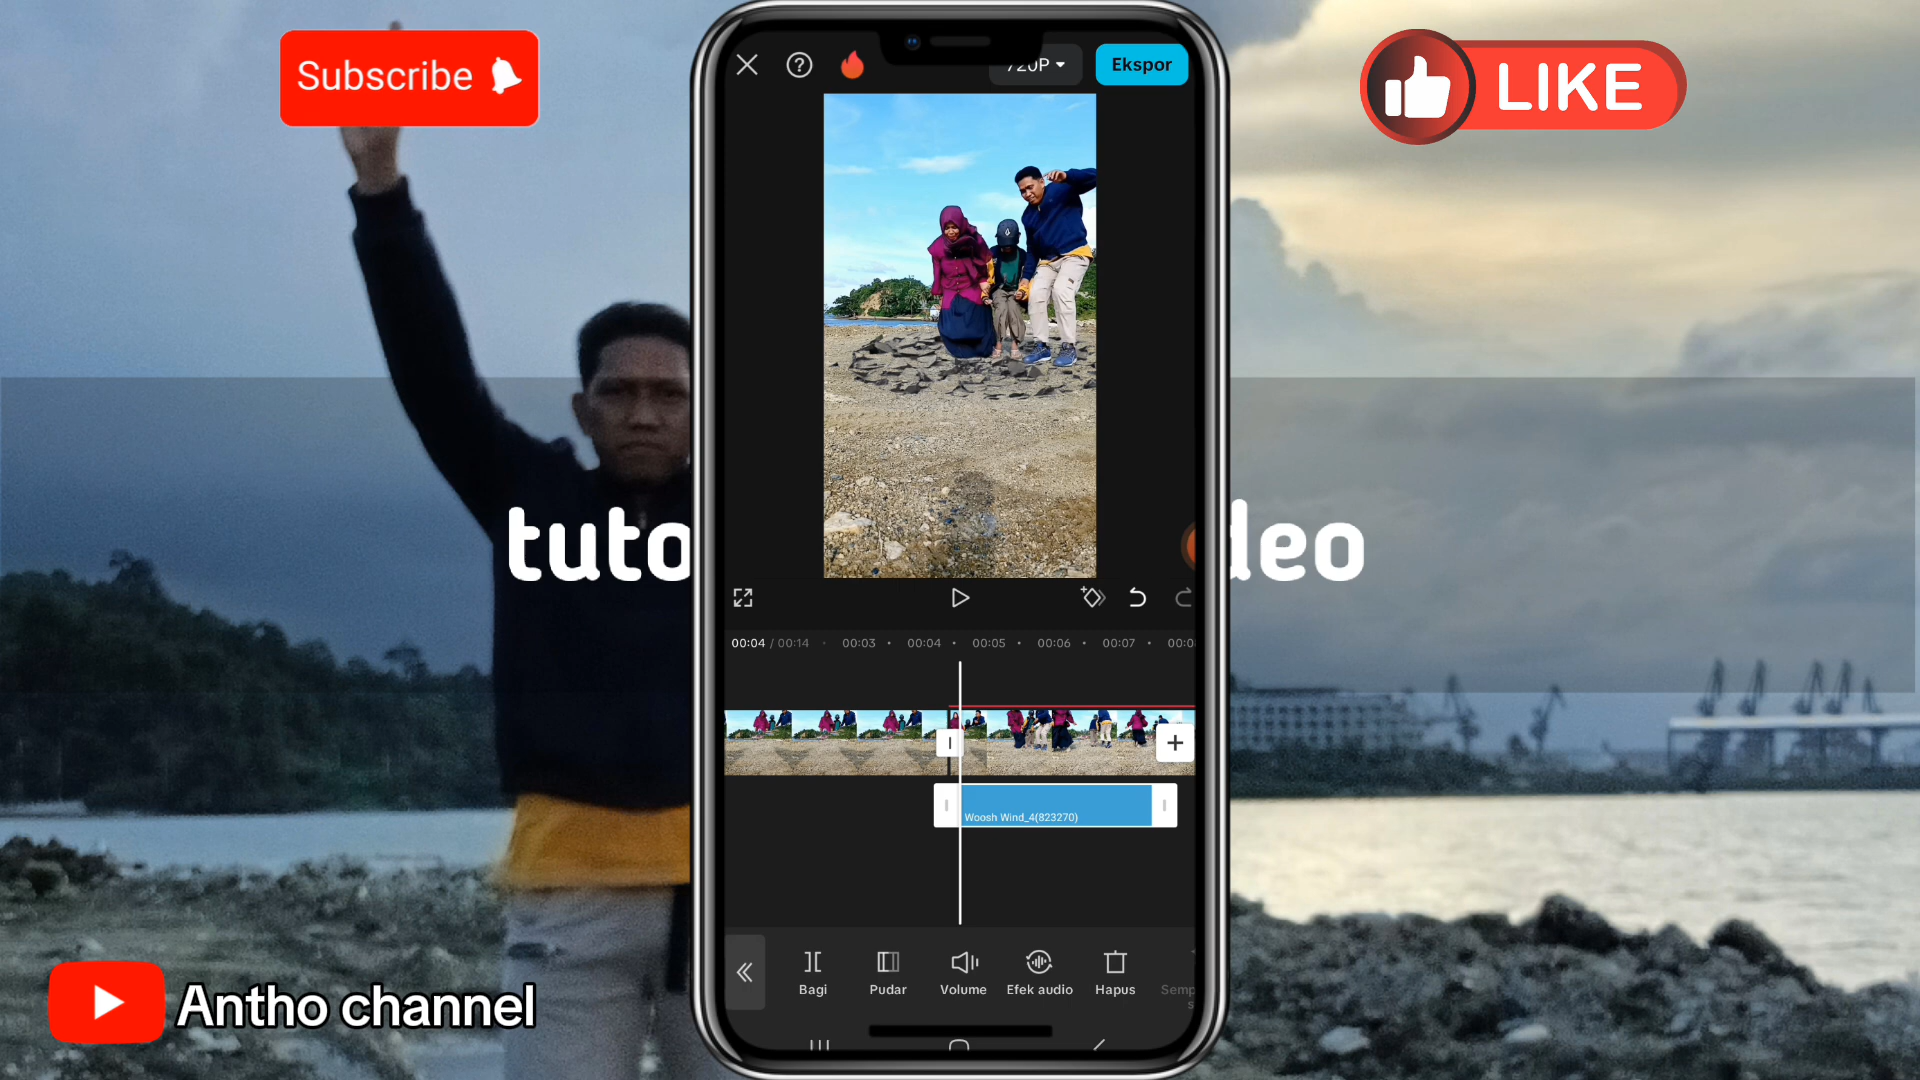 Subscribe
LIKE
720P
Ekspor
tuto
deo
00:04 / 00:14
00:03
00:04
00:05
00:06
00:07
Woosh Wind_4(823270)
Bagi
Pudar
Volume
Efek audio
Hapus
Antho channel